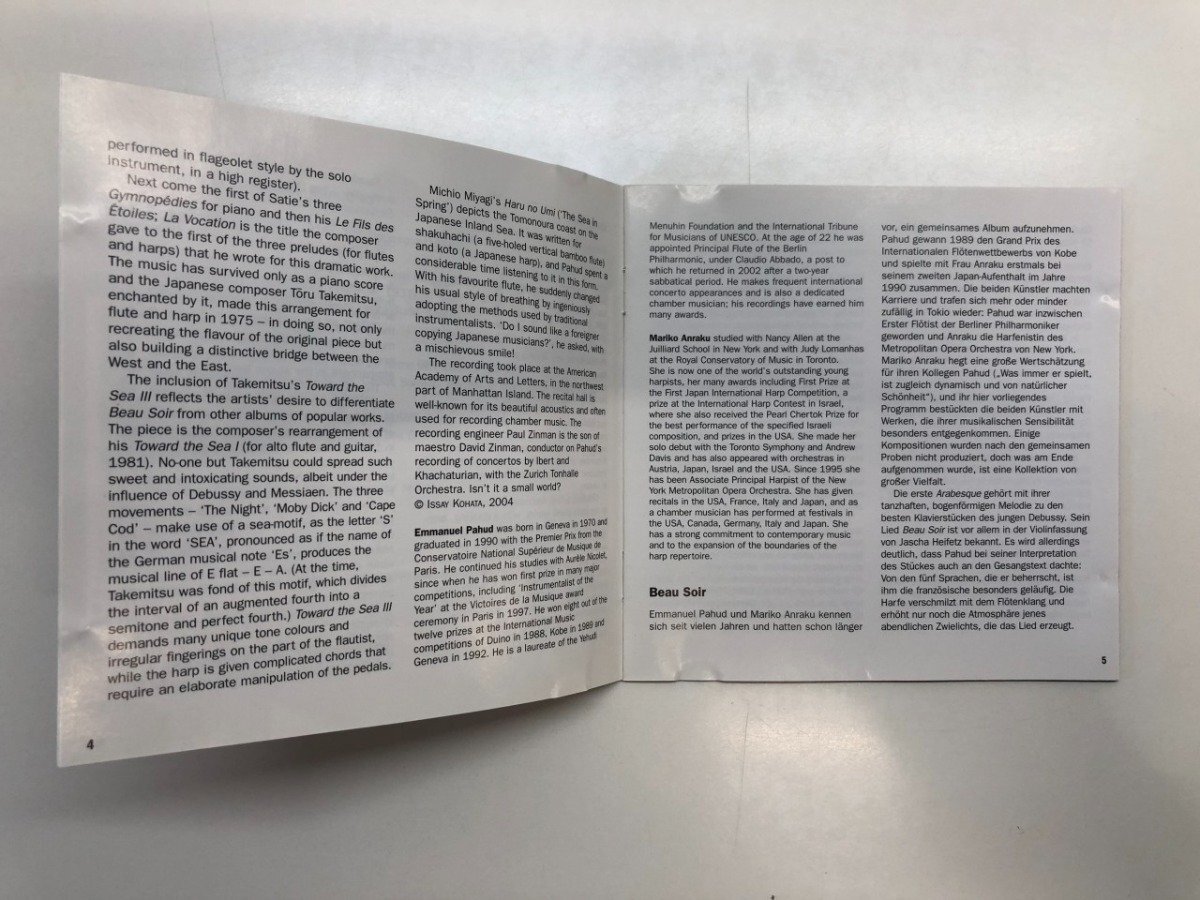 performed in flageolet style by the solo
instrument, in a high register).
Next come the first of Satie's three
Gymnopédies for piano and then his Le Fils des
Étoiles; La Vocation is the title the composer
gave to the first of the three preludes (for flutes
and harps) that he wrote for this dramatic work.
The music has survived only as a piano score
and the Japanese composer Tōru Takemitsu,
enchanted by it, made this arrangement for
flute and harp in 1975 – in doing so, not only
recreating the flavour of the original piece but
also building a distinctive bridge between the
West and the East.
The inclusion of Takemitsu's Toward the
Sea III reflects the artists' desire to differentiate
Beau Soir from other albums of popular works.
The piece is the composer's rearrangement of
his Toward the Sea I (for alto flute and guitar,
1981). No-one but Takemitsu could spread such
sweet and intoxicating sounds, albeit under the
influence of Debussy and Messiaen. The three
movements – 'The Night', 'Moby Dick' and 'Cape
Cod' – make use of a sea-motif, as the letter 'S'
in the word 'SEA', pronounced as if the name of
the German musical note 'Es', produces the
musical line of E flat – E – A. (At the time,
Takemitsu was fond of this motif, which divides
the interval of an augmented fourth into a
semitone and perfect fourth.) Toward the Sea III
demands many unique tone colours and
irregular fingerings on the part of the flautist,
while the harp is given complicated chords that
require an elaborate manipulation of the pedals.
4
Michio Miyagi's Haru no Umi ('The Sea in
Spring') depicts the Tomonoura coast on the
Japanese Inland Sea. It was written for
shakuhachi (a five-holed vertical bamboo flute)
and koto (a Japanese harp), and Pahud spent a
considerable time listening to it in this form.
With his favourite flute, he suddenly changed
his usual style of breathing by ingeniously
adopting the methods used by traditional
instrumentalists. 'Do I sound like a foreigner
copying Japanese musicians?', he asked, with
a mischievous smile!
The recording took place at the American
Academy of Arts and Letters, in the northwest
part of Manhattan Island. The recital hall is
well-known for its beautiful acoustics and often
used for recording chamber music. The
recording engineer Paul Zinman is the son of
maestro David Zinman, conductor on Pahud's
recording of concertos by Ibert and
Khachaturian, with the Zurich Tonhalle
Orchestra. Isn't it a small world?
© Issay Kohata, 2004
Emmanuel Pahud was born in Geneva in 1970 and
graduated in 1990 with the Premier Prix from the
Conservatoire National Supérieur de Musique de
Paris. He continued his studies with Aurèle Nicolet,
since when he has won first prize in many major
competitions, including 'Instrumentalist of the
Year' at the Victoires de la Musique award
ceremony in Paris in 1997. He won eight out of the
twelve prizes at the International Music
competitions of Duino in 1988, Kobe in 1989 and
Geneva in 1992. He is a laureate of the Yehudi
Menuhin Foundation and the International Tribune
for Musicians of UNESCO. At the age of 22 he was
appointed Principal Flute of the Berlin
Philharmonic, under Claudio Abbado, a post to
which he returned in 2002 after a two-year
sabbatical period. He makes frequent international
concerto appearances and is also a dedicated
chamber musician; his recordings have earned him
many awards.
Mariko Anraku studied with Nancy Allen at the
Juilliard School in New York and with Judy Lomanhas
at the Royal Conservatory of Music in Toronto.
She is now one of the world's outstanding young
harpists, her many awards including First Prize at
the First Japan International Harp Competition, a
prize at the International Harp Contest in Israel,
where she also received the Pearl Chertok Prize for
the best performance of the specified Israeli
composition, and prizes in the USA. She made her
solo debut with the Toronto Symphony and Andrew
Davis and has also appeared with orchestras in
Austria, Japan, Israel and the USA. Since 1995 she
has been Associate Principal Harpist of the New
York Metropolitan Opera Orchestra. She has given
recitals in the USA, France, Italy and Japan, and as
a chamber musician has performed at festivals in
the USA, Canada, Germany, Italy and Japan. She
has a strong commitment to contemporary music
and to the expansion of the boundaries of the
harp repertoire.
Beau Soir
Emmanuel Pahud und Mariko Anraku kennen
sich seit vielen Jahren und hatten schon länger
vor, ein gemeinsames Album aufzunehmen.
Pahud gewann 1989 den Grand Prix des
Internationalen Flötenwettbewerbs von Kobe
und spielte mit Frau Anraku erstmals bei
seinem zweiten Japan-Aufenthalt im Jahre
1990 zusammen. Die beiden Künstler machten
Karriere und trafen sich mehr oder minder
zufällig in Tokio wieder: Pahud war inzwischen
Erster Flötist der Berliner Philharmoniker
geworden und Anraku die Harfenistin des
Metropolitan Opera Orchestra von New York.
Mariko Anraku hegt eine große Wertschätzung
für ihren Kollegen Pahud („Was immer er spielt,
ist zugleich dynamisch und von natürlicher
Schönheit"), und ihr hier vorliegendes
Programm bestückten die beiden Künstler mit
Werken, die ihrer musikalischen Sensibilität
besonders entgegenkommen. Einige
Kompositionen wurden nach den gemeinsamen
Proben nicht produziert, doch was am Ende
aufgenommen wurde, ist eine Kollektion von
großer Vielfalt.
Die erste Arabesque gehört mit ihrer
tanzhaften, bogenförmigen Melodie zu den
besten Klavierstücken des jungen Debussy. Sein
Lied Beau Soir ist vor allem in der Violinfassung
von Jascha Heifetz bekannt. Es wird allerdings
deutlich, dass Pahud bei seiner Interpretation
des Stückes auch an den Gesangstext dachte:
Von den fünf Sprachen, die er beherrscht, ist
ihm die französische besonders geläufig. Die
Harfe verschmilzt mit dem Flötenklang und
erhöht nur noch die Atmosphäre jenes
abendlichen Zwielichts, die das Lied erzeugt.
5